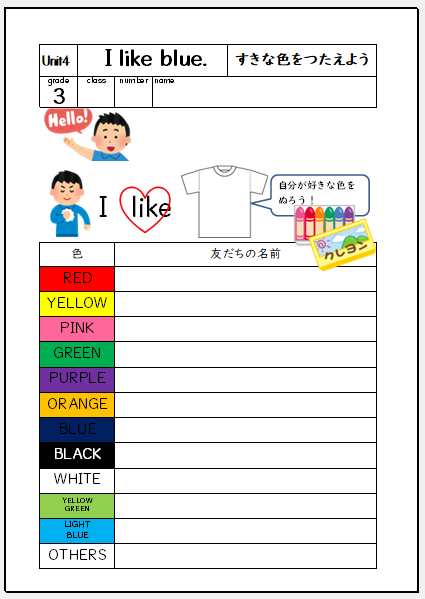 Unit4 I like blue. すきな色をつたえよう
grade class number name
3
Hello!
I like
自分が好きな色を
ぬろう！
クレヨン
色 友だちの名前
RED
YELLOW
PINK
GREEN
PURPLE
ORANGE
BLUE
BLACK
WHITE
YELLOW
GREEN
LIGHT
BLUE
OTHERS